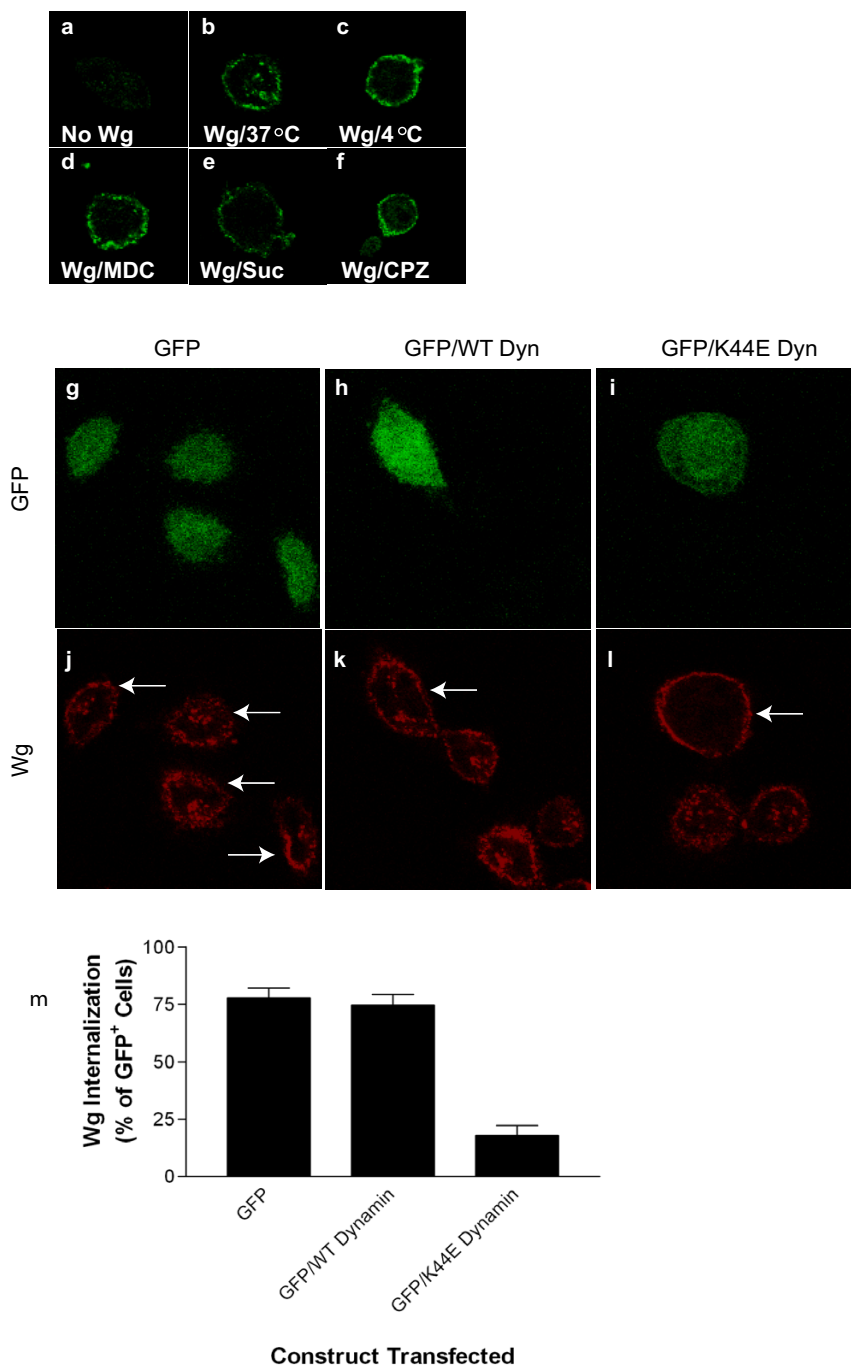 a b c
No Wg Wg/37°C Wg/4°C
d e f
Wg/MDC Wg/Suc Wg/CPZ
GFP GFP/WT Dyn GFP/K44E Dyn
g h i
GFP
j k l
Wg
m
Wg Internalization
(% of GFP+ Cells)
100
75
50
25
0
GFP
GFP/WT Dynamin
GFP/K44E Dynamin
Construct Transfected